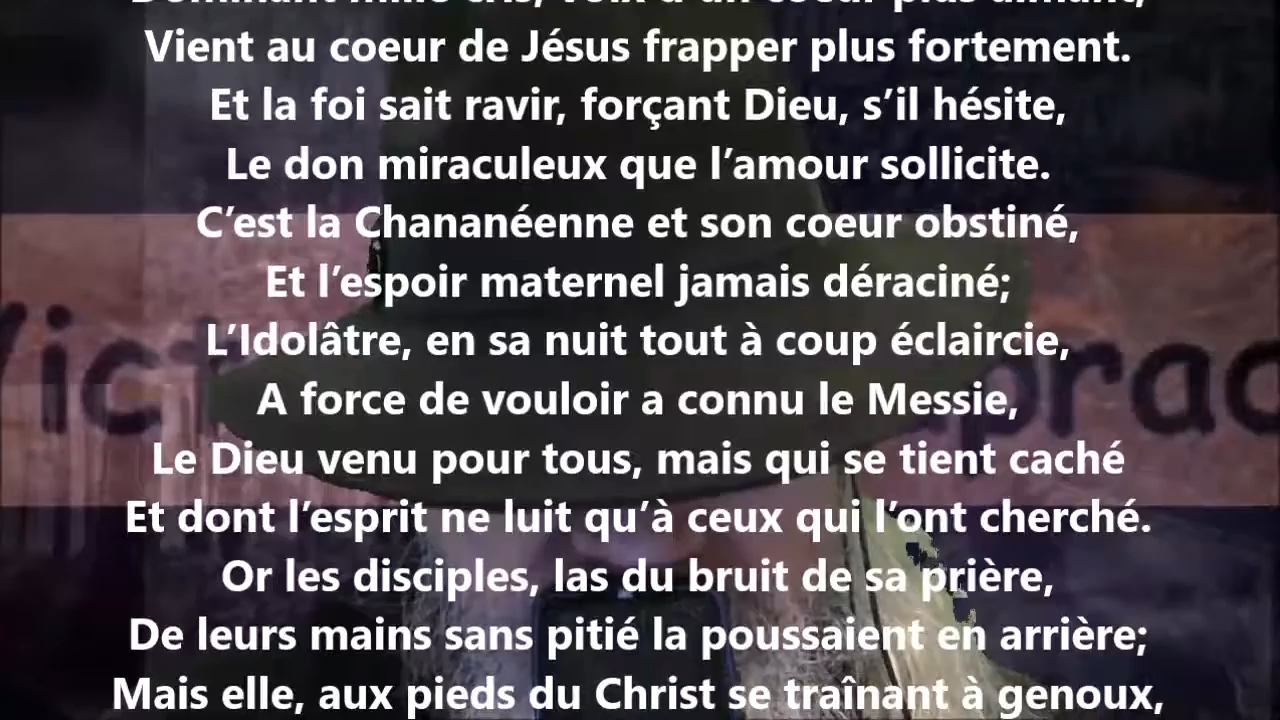 Vient au coeur de Jésus frapper plus fortement.
Et la foi sait ravir, forçant Dieu, s’il hésite,
Le don miraculeux que l’amour sollicite.
C’est la Chananéenne et son coeur obstiné,
Et l’espoir maternel jamais déraciné;
L’Idolâtre, en sa nuit tout à coup éclaircie,
A force de vouloir a connu le Messie,
Le Dieu venu pour tous, mais qui se tient caché
Et dont l’esprit ne luit qu’à ceux qui l’ont cherché.
Or les disciples, las du bruit de sa prière,
De leurs mains sans pitié la poussaient en arrière;
Mais elle, aux pieds du Christ se traînant à genoux,